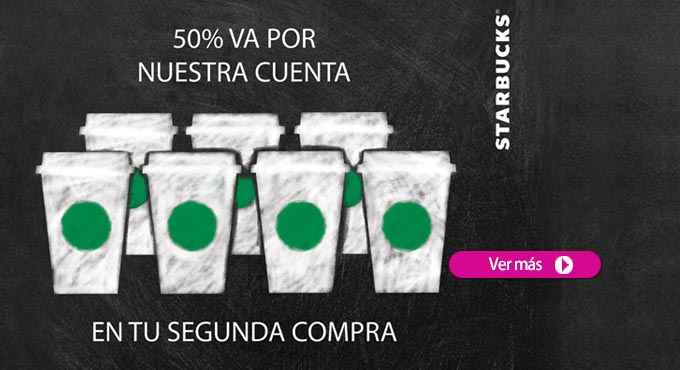 50% VA POR
NUESTRA CUENTA
STARBUCKS®
Ver más
EN TU SEGUNDA COMPRA